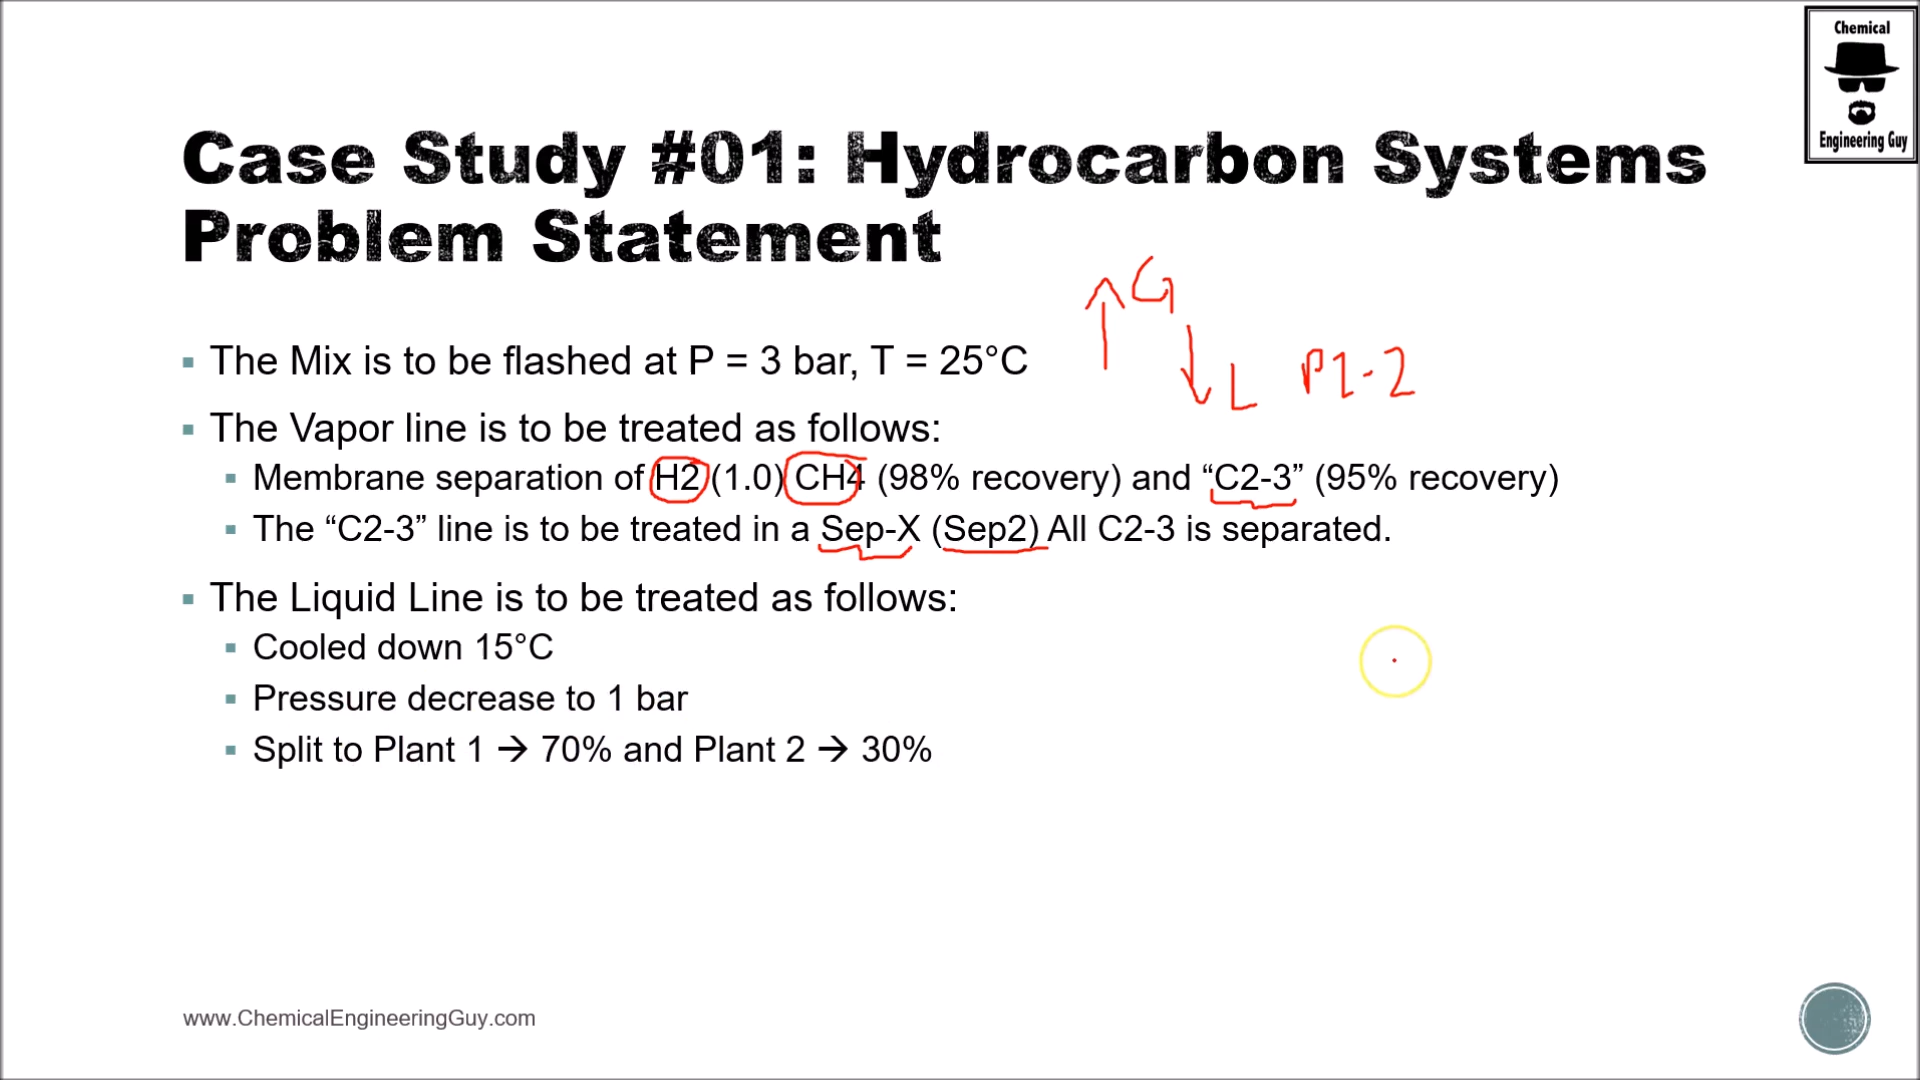 Chemical
Engineering Guy
Case Study #01: Hydrocarbon Systems
Problem Statement
G
L P1-2
The Mix is to be flashed at P = 3 bar, T = 25°C
The Vapor line is to be treated as follows:
Membrane separation of H2 (1.0) CH4 (98% recovery) and “C2-3” (95% recovery)
The “C2-3” line is to be treated in a Sep-X (Sep2) All C2-3 is separated.
The Liquid Line is to be treated as follows:
Cooled down 15°C
Pressure decrease to 1 bar
Split to Plant 1 → 70% and Plant 2 → 30%
www.ChemicalEngineeringGuy.com